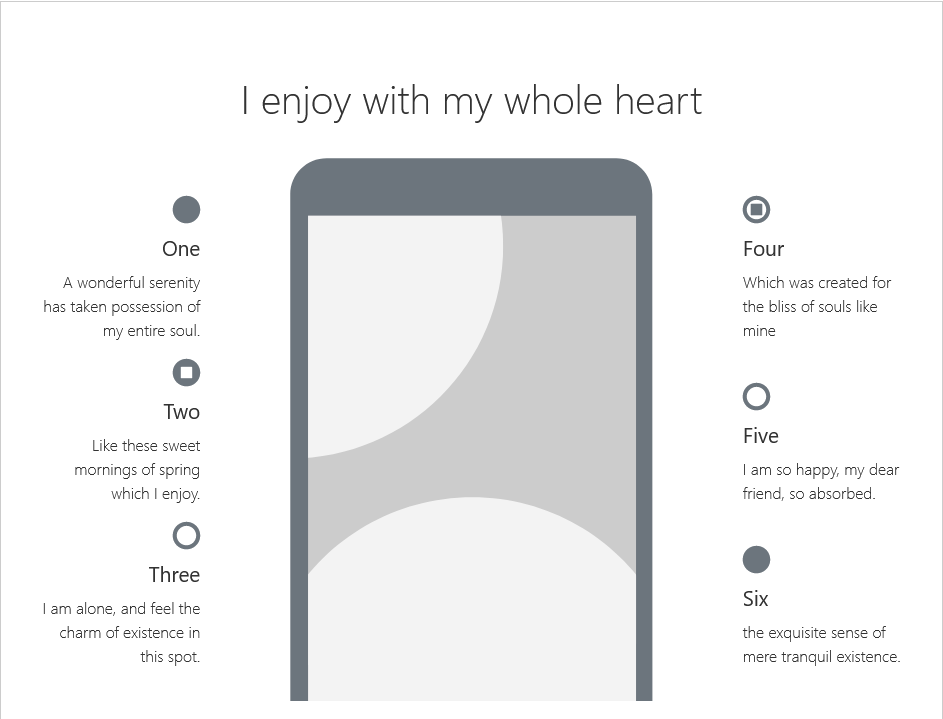 I enjoy with my whole heart
One
A wonderful serenity
has taken possession of
my entire soul.
Two
Like these sweet
mornings of spring
which I enjoy.
Three
I am alone, and feel the
charm of existence in
this spot.
Four
Which was created for
the bliss of souls like
mine
Five
I am so happy, my dear
friend, so absorbed.
Six
the exquisite sense of
mere tranquil existence.